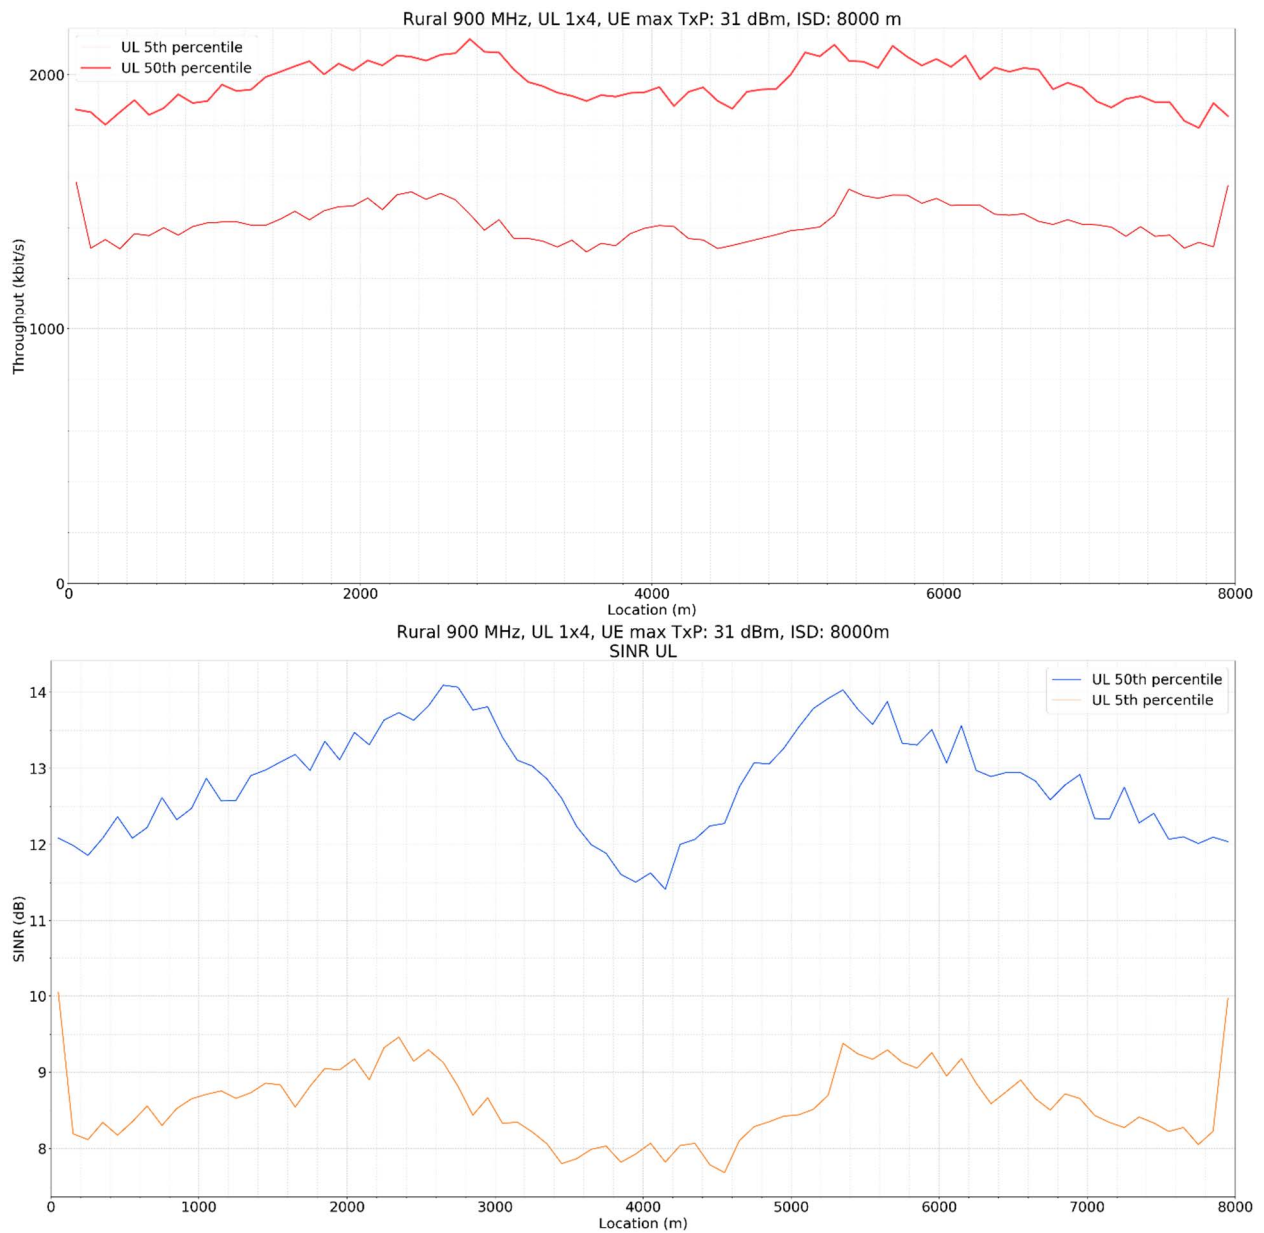 Rural 900 MHz, UL 1x4, UE max TxP: 31 dBm, ISD: 8000 m
UL 5th percentile
UL 50th percentile
2000
1000
0
Throughput (kbit/s)
0 2000 4000 6000 8000
Location (m)
Rural 900 MHz, UL 1x4, UE max TxP: 31 dBm, ISD: 8000m
SINR UL
UL 50th percentile
UL 5th percentile
14
13
12
11
10
9
8
SINR (dB)
0 1000 2000 3000 4000 5000 6000 7000 8000
Location (m)